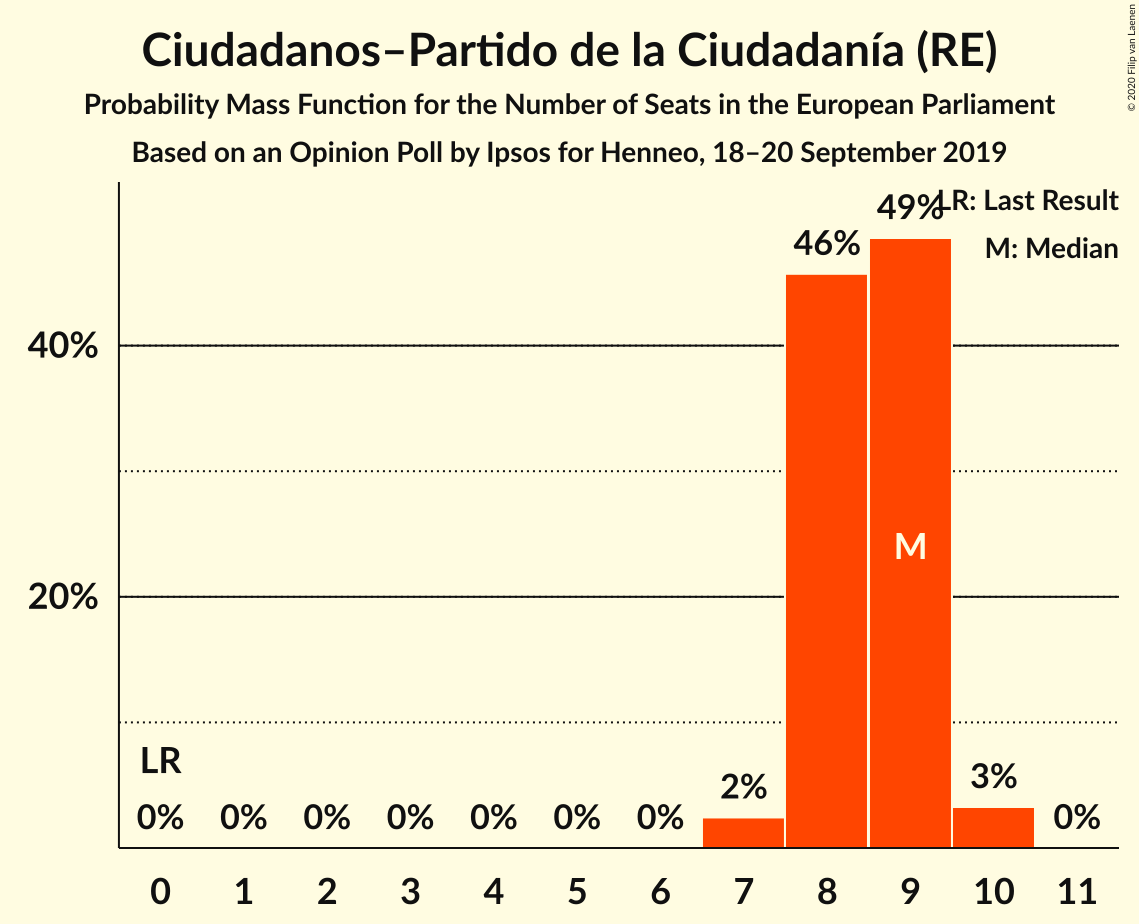 Ciudadanos–Partido de la Ciudadanía (RE)
Probability Mass Function for the Number of Seats in the European Parliament
Based on an Opinion Poll by Ipsos for Henneo, 18–20 September 2019
© 2020 Filip van Laenen
LR: Last Result
M: Median
49%
46%
40%
M
20%
LR
0% 0% 0% 0% 0% 0% 0% 2% 3% 0%
0 1 2 3 4 5 6 7 8 9 10 11